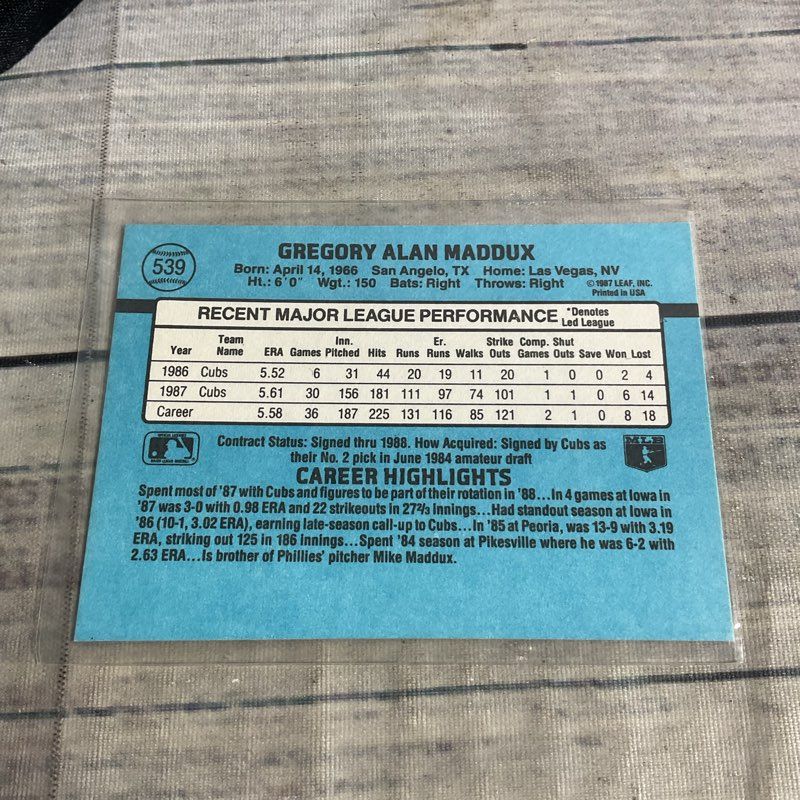 539
GREGORY ALAN MADDUX
Born: April 14, 1966 San Angelo, TX Home: Las Vegas, NV
Ht.: 6'0" Wgt.: 150 Bats: Right Throws: Right
©1987 LEAF, INC.
Printed in USA
RECENT MAJOR LEAGUE PERFORMANCE *Denotes Led League
Year Team Name ERA Games Inn. Pitched Hits Runs Er. Runs Walks Strike Outs Comp. Games Shut Outs Save Won Lost
1986 Cubs 5.52 6 31 44 20 19 11 20 1 0 0 2 4
1987 Cubs 5.61 30 156 181 111 97 74 101 1 1 0 6 14
Career 5.58 36 187 225 131 116 85 121 2 1 0 8 18
Contract Status: Signed thru 1988. How Acquired: Signed by Cubs as
their No. 2 pick in June 1984 amateur draft
MLB
CAREER HIGHLIGHTS
Spent most of '87 with Cubs and figures to be part of their rotation in '88...In 4 games at Iowa in
'87 was 3-0 with 0.98 ERA and 22 strikeouts in 27⅔ innings...Had standout season at Iowa in
'86 (10-1, 3.02 ERA), earning late-season call-up to Cubs...In '85 at Peoria, was 13-9 with 3.19
ERA, striking out 125 in 186 innings...Spent '84 season at Pikesville where he was 6-2 with
2.63 ERA...Is brother of Phillies' pitcher Mike Maddux.